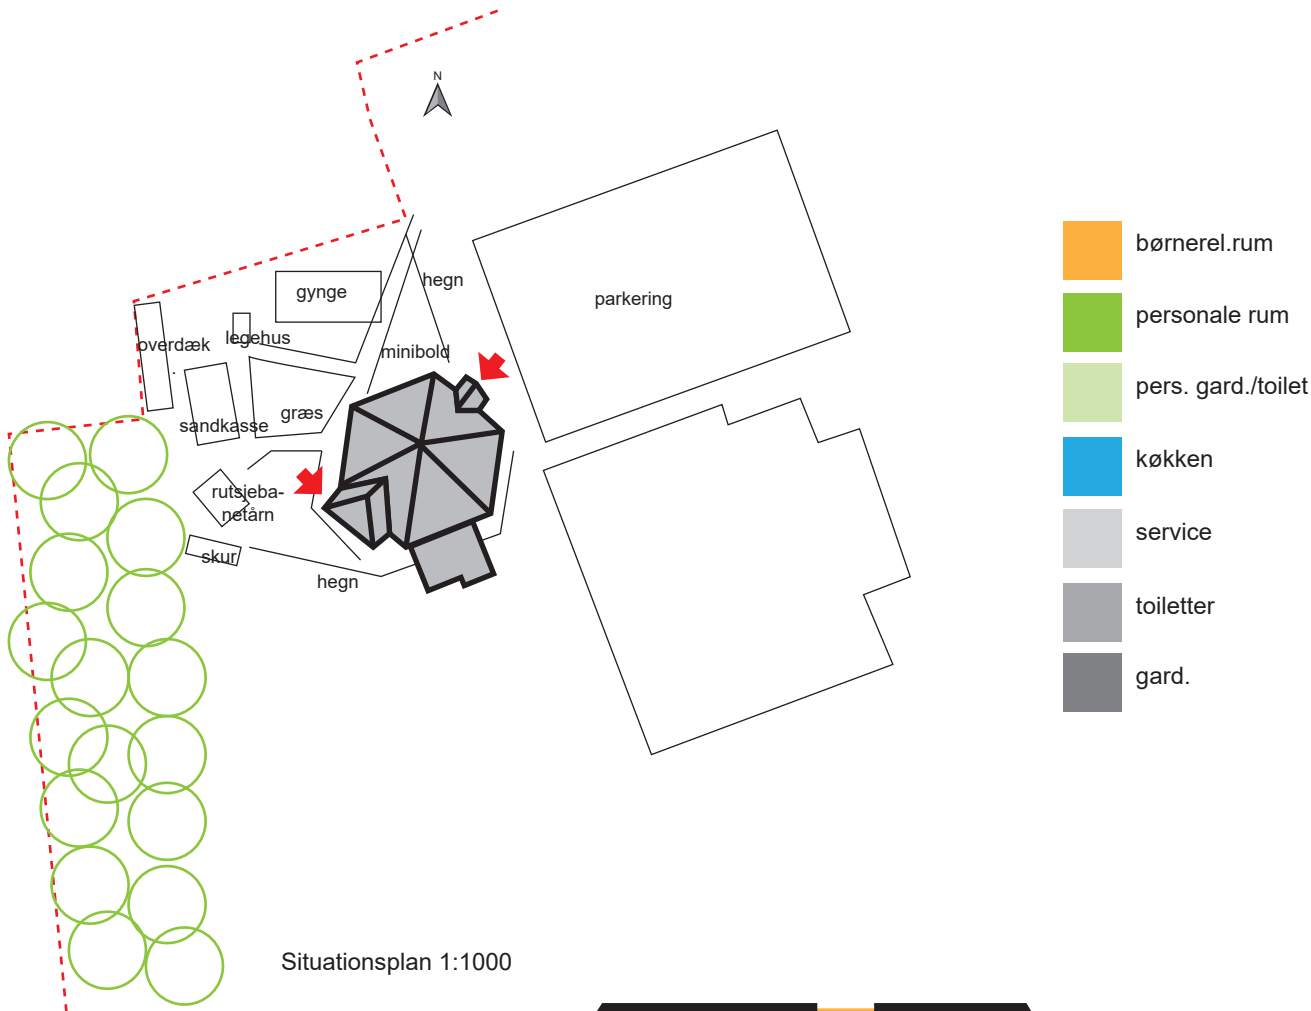 N
hegn
gynge
parkering
legehus
overdæk
.
minibold
græs
sandkasse
rutsjeba-
netårn
skur
hegn
Situationsplan 1:1000
børnerel.rum
personale rum
pers. gard./toilet
køkken
service
toiletter
gard.